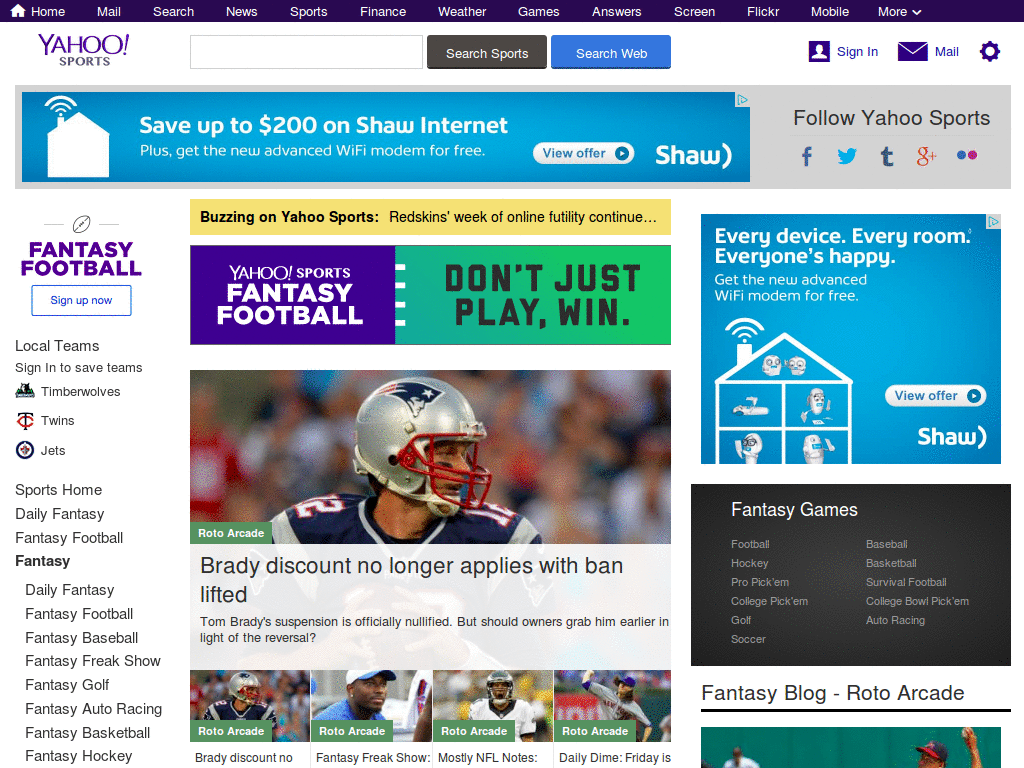 Home Mail Search News Sports Finance Weather Games Answers Screen Flickr Mobile More
YAHOO!
SPORTS
Search Sports
Search Web
Sign In
Mail
Save up to $200 on Shaw Internet
Plus, get the new advanced WiFi modem for free.
View offer
Shaw)
Follow Yahoo Sports
FANTASY
FOOTBALL
Sign up now
Local Teams
Sign In to save teams
Timberwolves
Twins
Jets
Sports Home
Daily Fantasy
Fantasy Football
Fantasy
Daily Fantasy
Fantasy Football
Fantasy Baseball
Fantasy Freak Show
Fantasy Golf
Fantasy Auto Racing
Fantasy Basketball
Fantasy Hockey
Buzzing on Yahoo Sports: Redskins' week of online futility continue...
YAHOO! SPORTS
FANTASY
FOOTBALL
DON'T JUST
PLAY, WIN.
Roto Arcade
Brady discount no longer applies with ban
lifted
Tom Brady's suspension is officially nullified. But should owners grab him earlier in
light of the reversal?
Roto Arcade
Brady discount no
Roto Arcade
Fantasy Freak Show:
Roto Arcade
Mostly NFL Notes:
Roto Arcade
Daily Dime: Friday is
Every device. Every room.
Everyone's happy.
Get the new advanced
WiFi modem for free.
View offer
Shaw)
Fantasy Games
Football Baseball
Hockey Basketball
Pro Pick'em Survival Football
College Pick'em College Bowl Pick'em
Golf Auto Racing
Soccer
Fantasy Blog - Roto Arcade